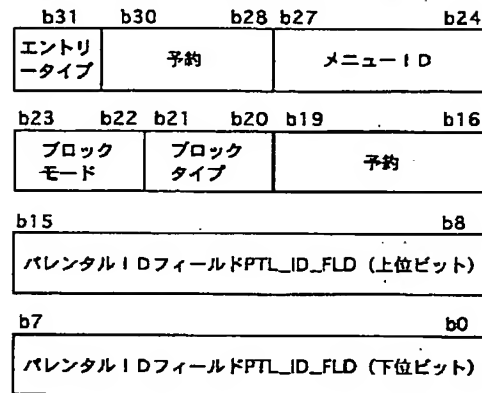 b31 b30 b28 b27 b24
エントリ
ータイプ 予約 メニューID
b23 b22 b21 b20 b19 b16
ブロック
モード ブロック
タイプ 予約
b15 b8
パレンタルIDフィールドPTL_ID_FLD（上位ビット）
b7 b0
パレンタルIDフィールドPTL_ID_FLD（下位ビット）